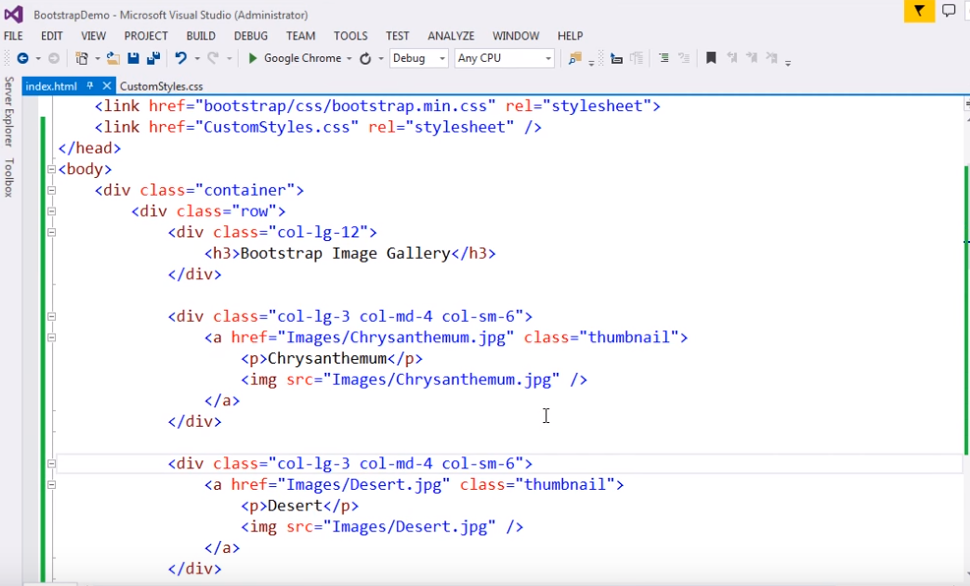 BootstrapDemo - Microsoft Visual Studio (Administrator)
FILE EDIT VIEW PROJECT BUILD DEBUG TEAM TOOLS TEST ANALYZE WINDOW HELP
Google Chrome Debug Any CPU
Server Explorer
Toolbox
index.html CustomStyles.css
<link href="bootstrap/css/bootstrap.min.css" rel="stylesheet">
<link href="CustomStyles.css" rel="stylesheet" />
</head>
<body>
<div class="container">
<div class="row">
<div class="col-lg-12">
<h3>Bootstrap Image Gallery</h3>
</div>
<div class="col-lg-3 col-md-4 col-sm-6">
<a href="Images/Chrysanthemum.jpg" class="thumbnail">
<p>Chrysanthemum</p>
<img src="Images/Chrysanthemum.jpg" />
</a>
</div>
<div class="col-lg-3 col-md-4 col-sm-6">
<a href="Images/Desert.jpg" class="thumbnail">
<p>Desert</p>
<img src="Images/Desert.jpg" />
</a>
</div>